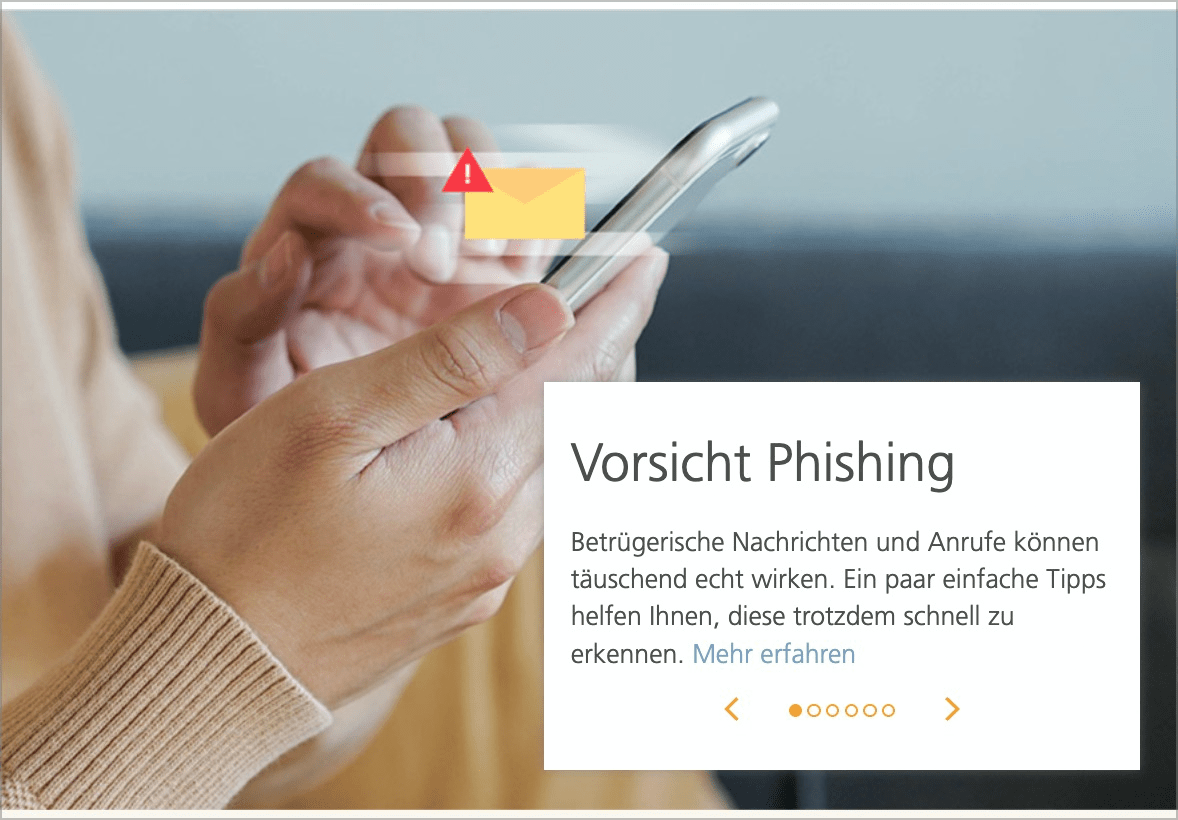 !
Vorsicht Phishing
Betrügerische Nachrichten und Anrufe können
täuschend echt wirken. Ein paar einfache Tipps
helfen Ihnen, diese trotzdem schnell zu
erkennen. Mehr erfahren